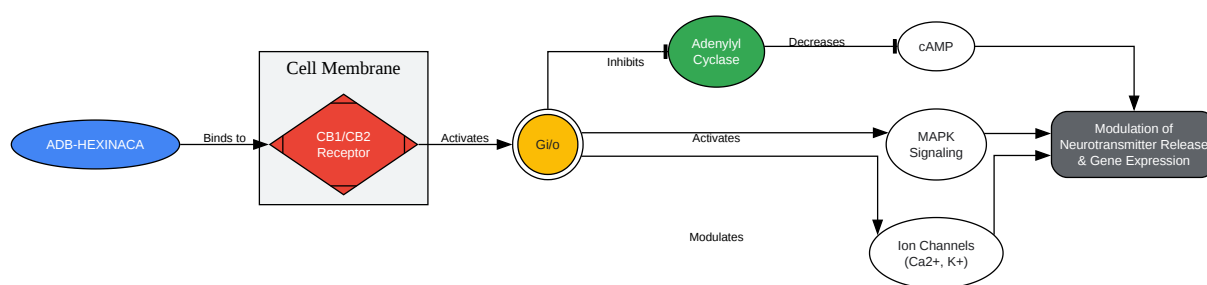 Cell Membrane
ADB-HEXINACA
Binds to
CB1/CB2
Receptor
Activates
Gi/o
Inhibits
Adenylyl
Cyclase
Decreases
cAMP
Activates
MAPK
Signaling
Modulates
Ion Channels
(Ca2+, K+)
Modulation of
Neurotransmitter Release
& Gene Expression